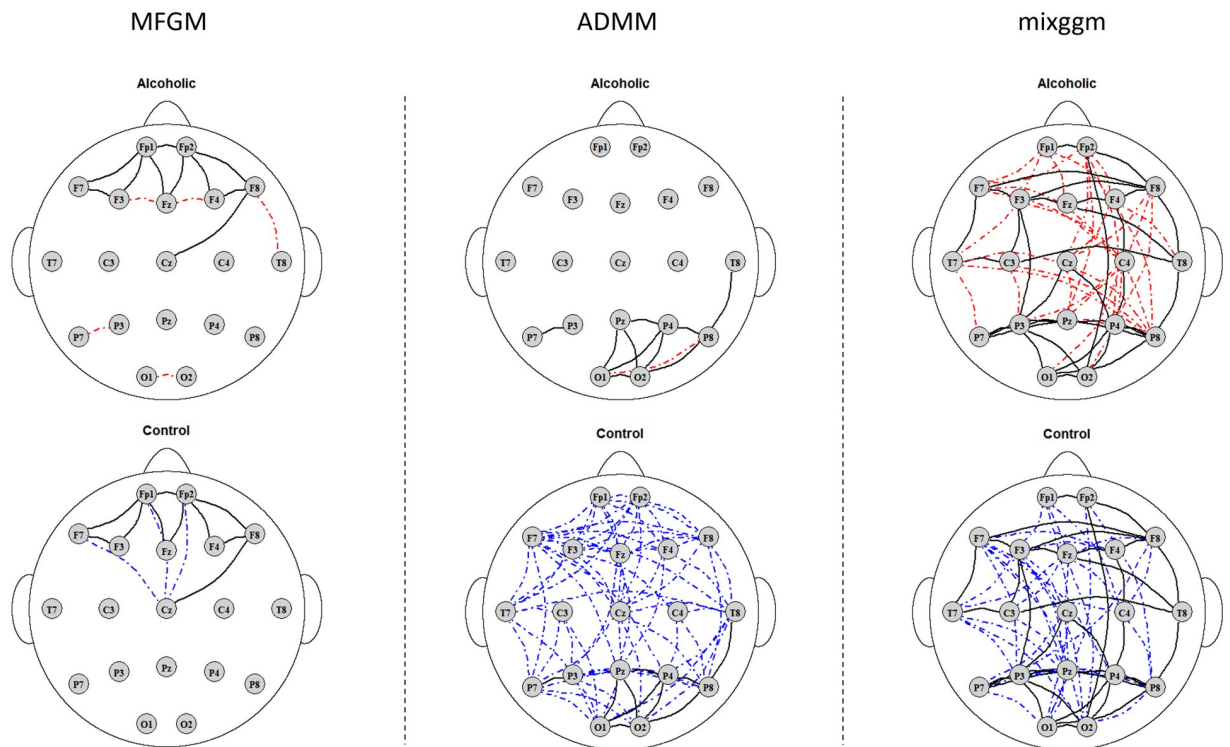 MFGM ADMM mixggm
Alcoholic Alcoholic Alcoholic
Fp1 Fp2 Fp1 Fp2 Fp1 Fp2
F7 F8 F7 F8 F7 F8
F3 Fz F4 F3 Fz F4 F3 Fz F4
T7 C3 Cz C4 T8 T7 C3 Cz C4 T8 T7 C3 Cz C4 T8
P7 P3 Pz P4 P8 P7 P3 Pz P4 P8 P7 P3 Pz P4 P8
O1 O2 O1 O2 O1 O2
Control Control Control
Fp1 Fp2 Fp1 Fp2 Fp1 Fp2
F7 F8 F7 F8 F7 F8
F3 Fz F4 F3 Fz F4 F3 Fz F4
T7 C3 Cz C4 T8 T7 C3 Cz C4 T8 T7 C3 Cz C4 T8
P7 P3 Pz P4 P8 P7 P3 Pz P4 P8 P7 P3 Pz P4 P8
O1 O2 O1 O2 O1 O2